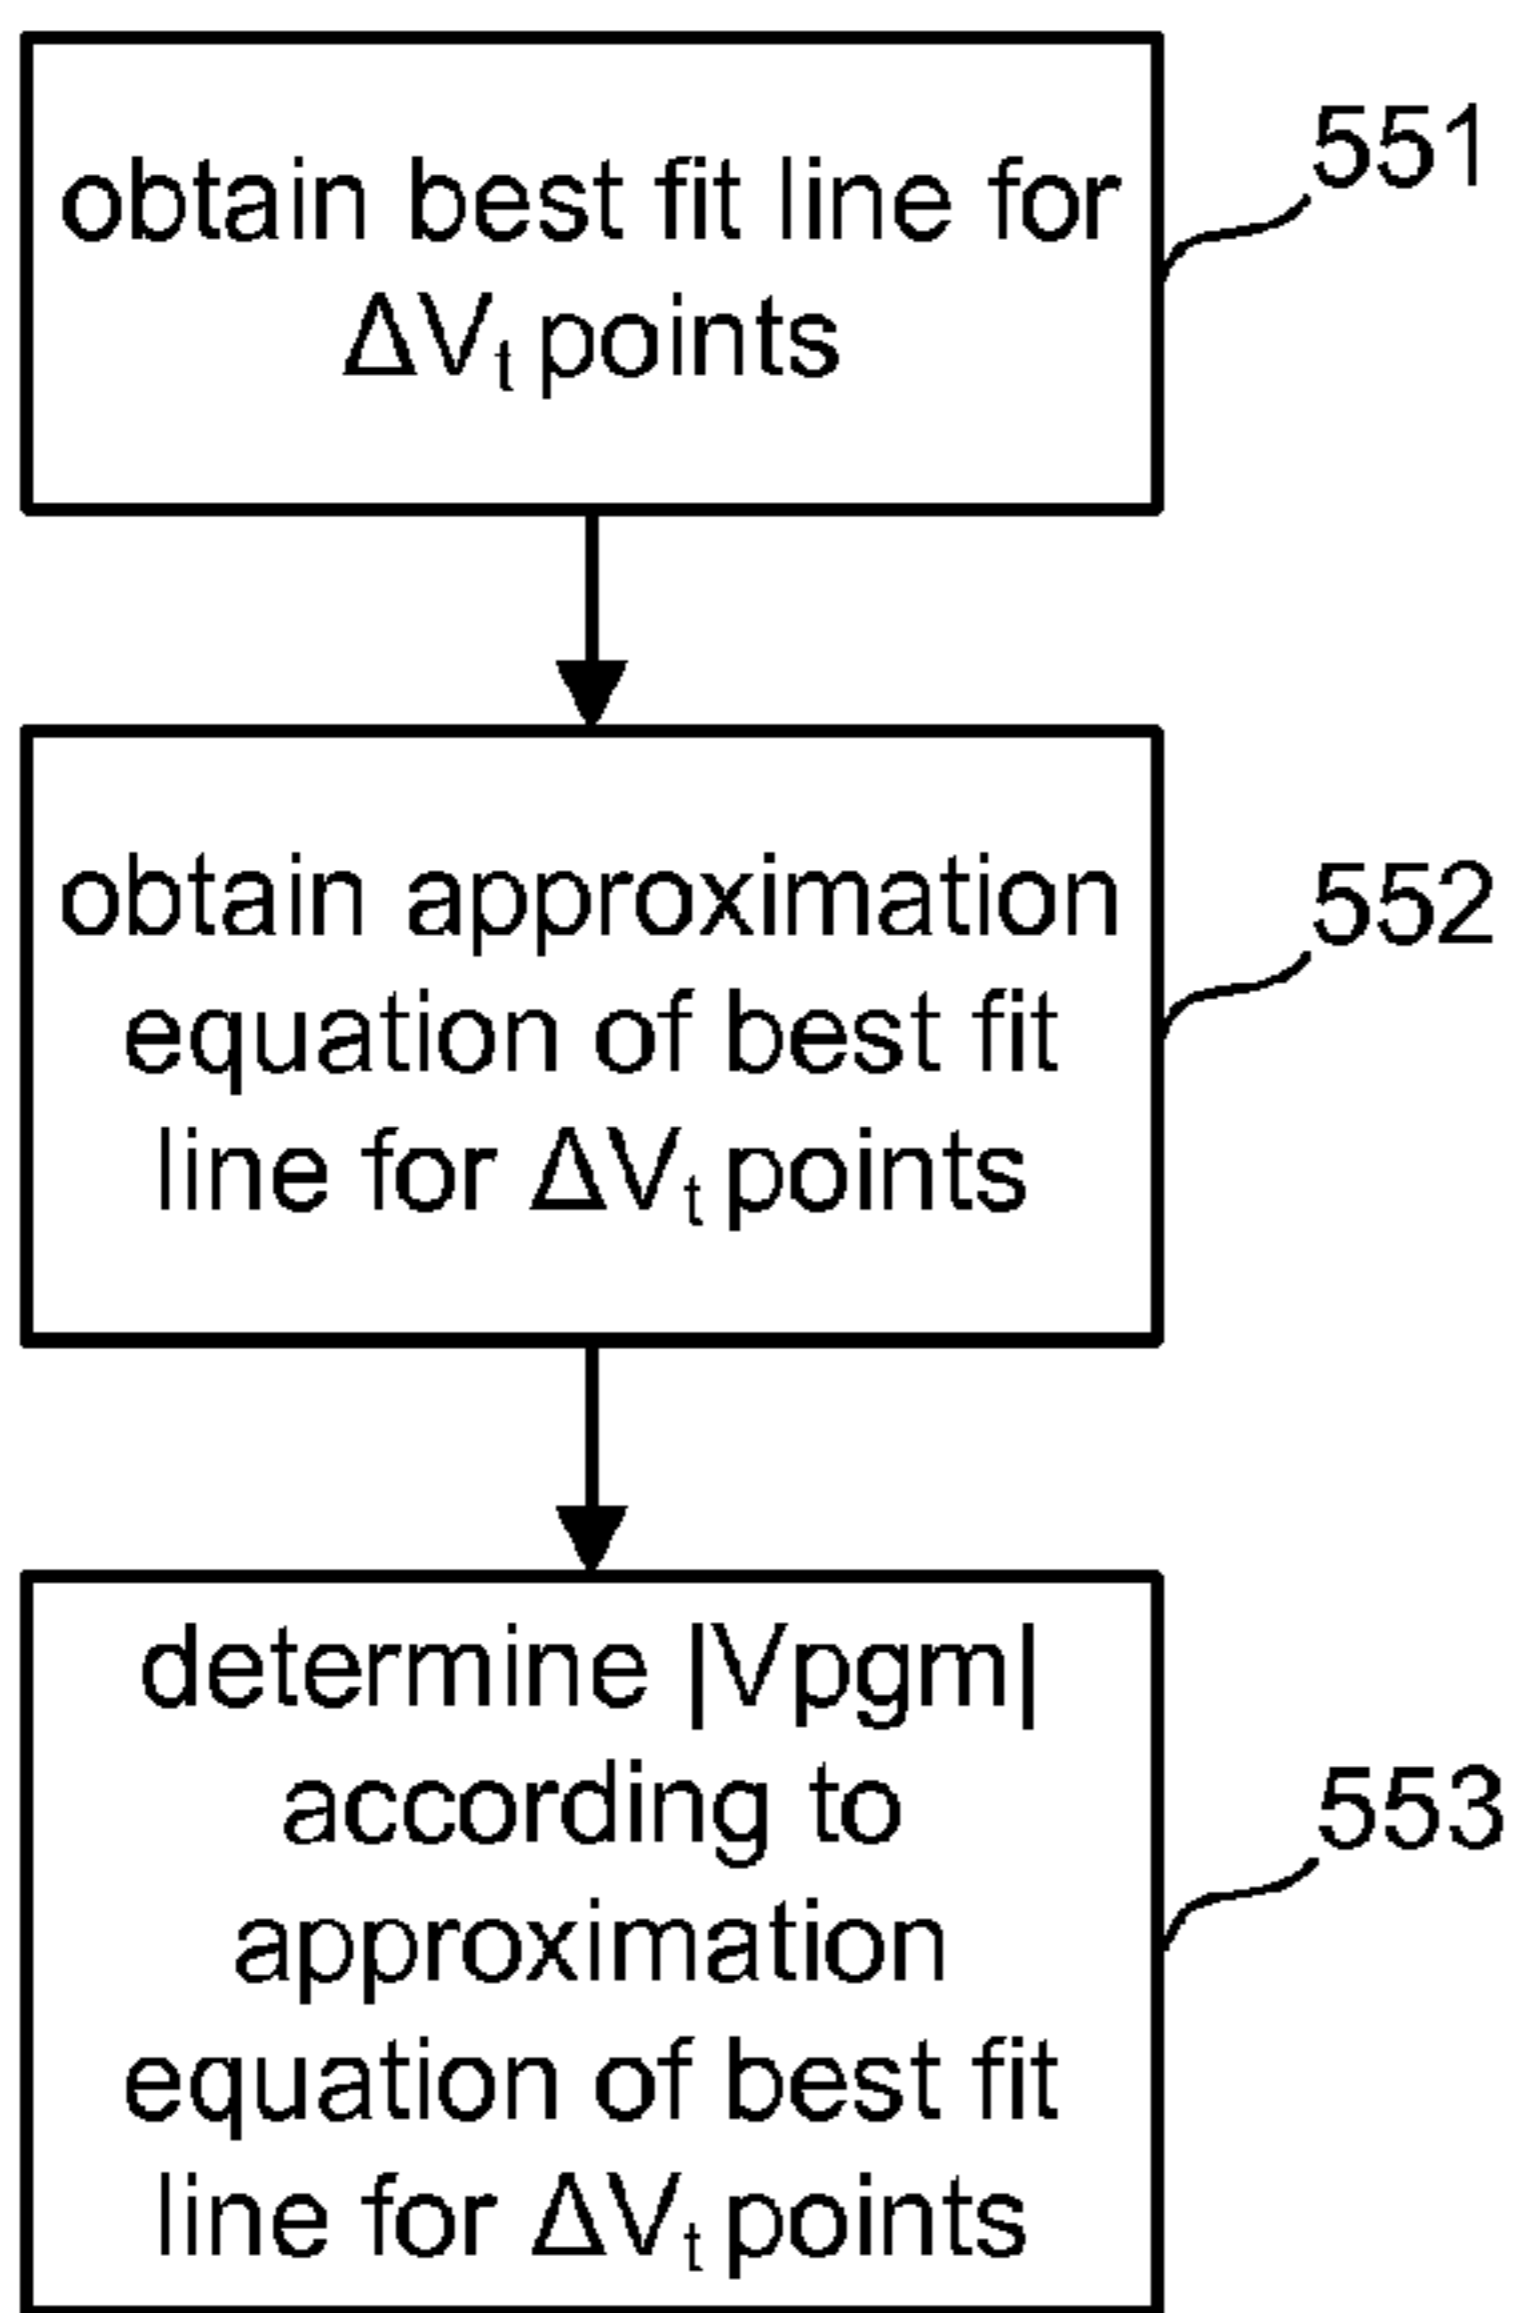 obtain best fit line for
ΔVt points
551
obtain approximation
equation of best fit
line for ΔVt points
552
determine |Vpgm|
according to
approximation
equation of best fit
line for ΔVt points
553